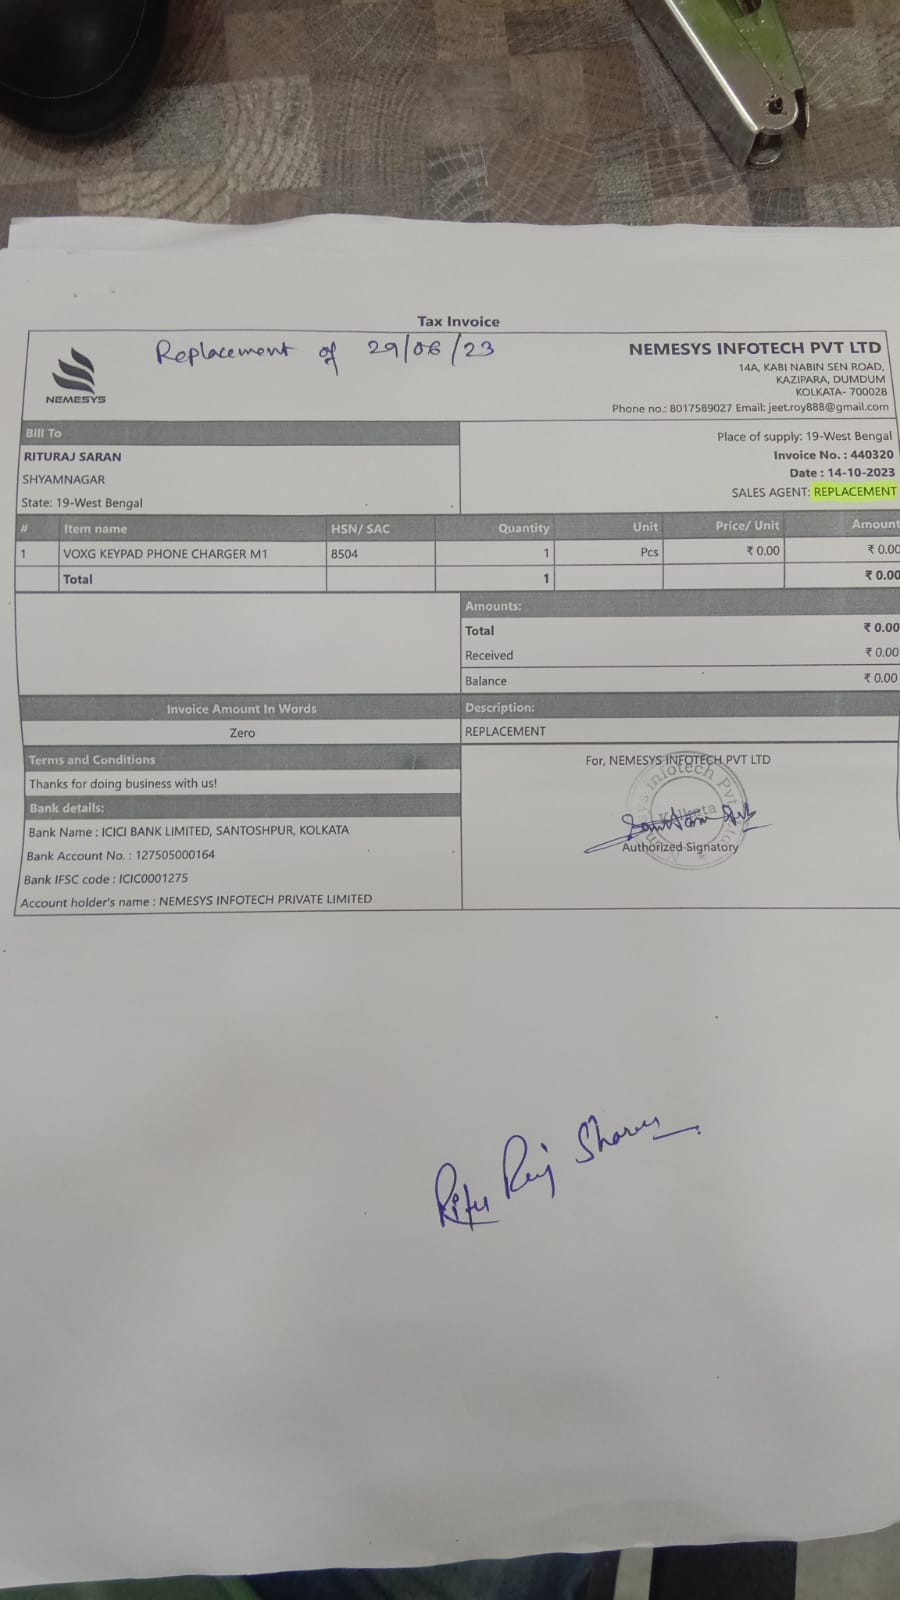 Tax Invoice
Replacement of 29/06/23
NEMESYS
NEMESYS INFOTECH PVT LTD
14A, KABI NABIN SEN ROAD,
KAZIPARA, DUMDUM
KOLKATA- 700028
Phone no.: 8017589027 Email: jeet.roy888@gmail.com
Bill To
RITURAJ SARAN
SHYAMNAGAR
State: 19-West Bengal
Place of supply: 19-West Bengal
Invoice No. : 440320
Date : 14-10-2023
SALES AGENT: REPLACEMENT
# Item name HSN/ SAC Quantity Unit Price/ Unit Amount
1 VOXG KEYPAD PHONE CHARGER M1 8504 1 Pcs ₹ 0.00 ₹ 0.00
Total 1 ₹ 0.00
Amounts:
Total ₹ 0.00
Received ₹ 0.00
Balance ₹ 0.00
Invoice Amount In Words
Zero
Description:
REPLACEMENT
Terms and Conditions
Thanks for doing business with us!
Bank details:
Bank Name : ICICI BANK LIMITED, SANTOSHPUR, KOLKATA
Bank Account No. : 127505000164
Bank IFSC code : ICIC0001275
Account holder's name : NEMESYS INFOTECH PRIVATE LIMITED
For, NEMESYS INFOTECH PVT LTD
Infotech Pvt
Kolkata
Authorized Signatory
Ritu Raj